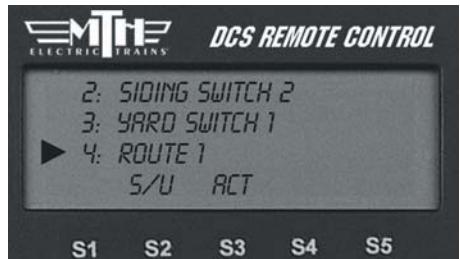 MTH
ELECTRIC TRAINS
DCS REMOTE CONTROL
2: SIDING SWITCH 2
3: YARD SWITCH 1
4: ROUTE 1
S/U ACT
S1 S2 S3 S4 S5